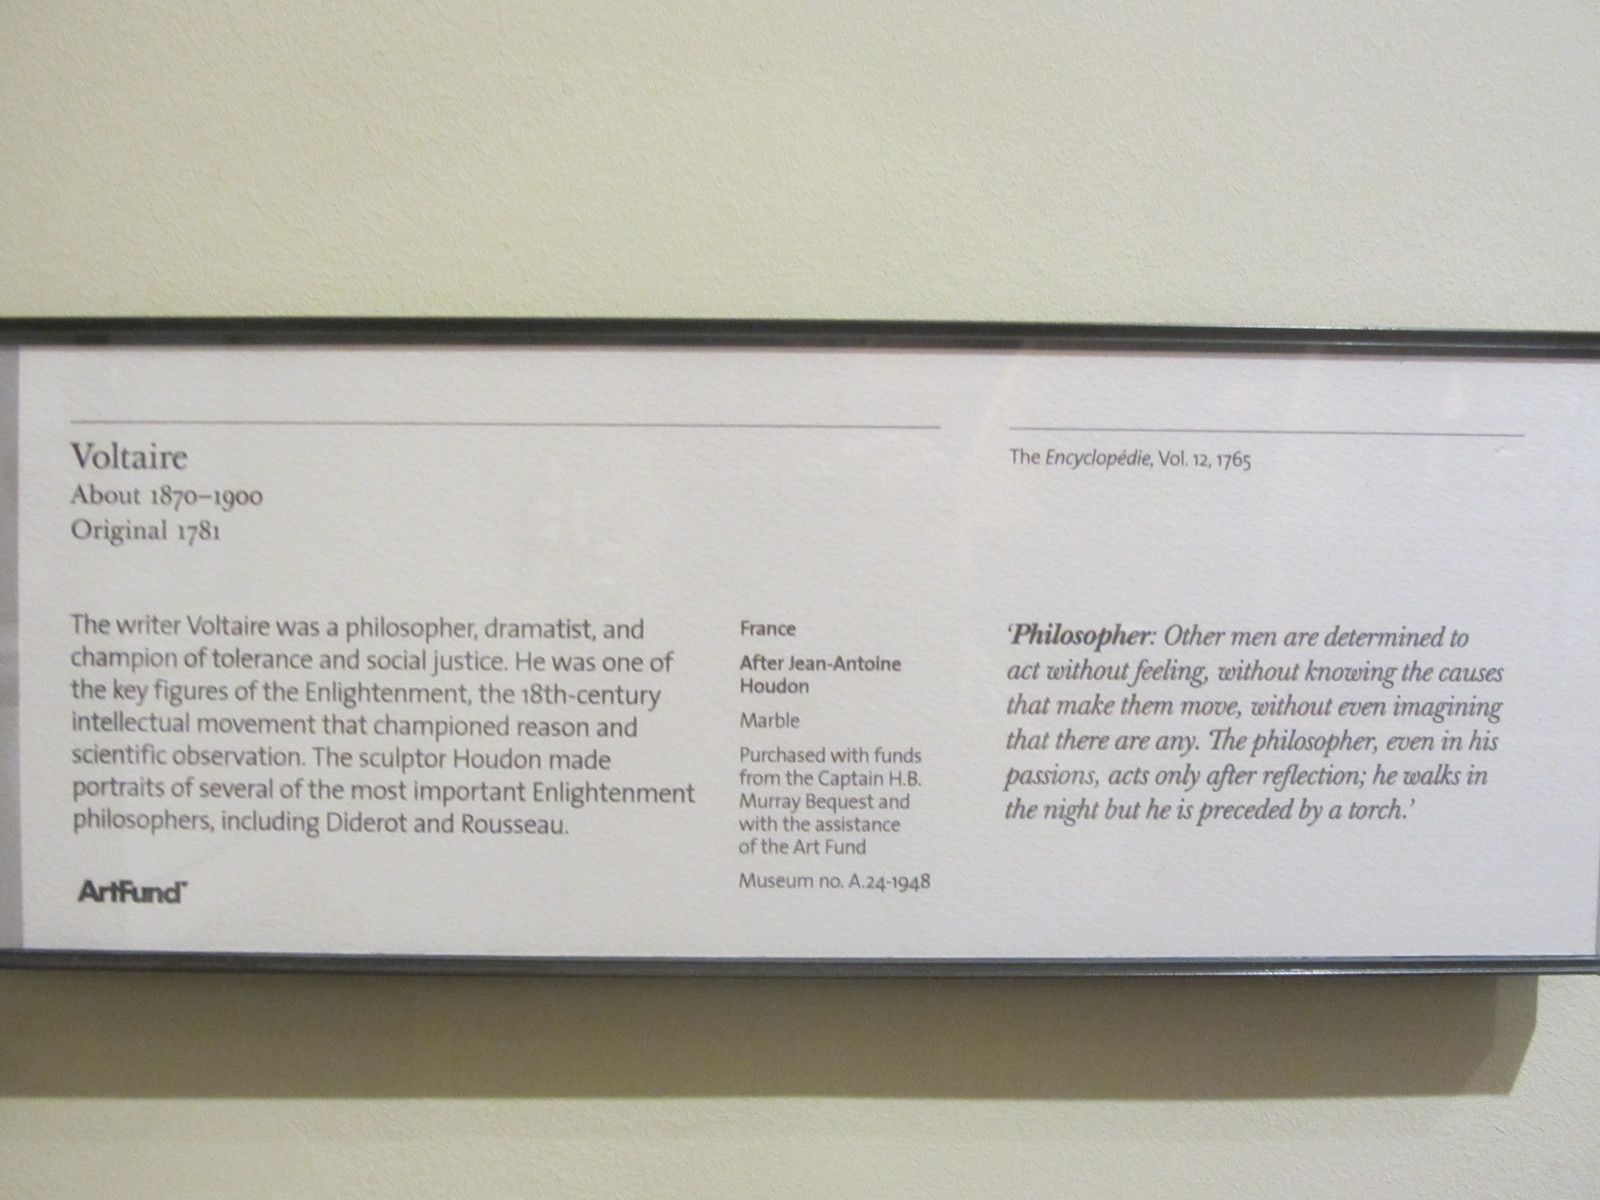 Voltaire
About 1870–1900
Original 1781
The writer Voltaire was a philosopher, dramatist, and
champion of tolerance and social justice. He was one of
the key figures of the Enlightenment, the 18th-century
intellectual movement that championed reason and
scientific observation. The sculptor Houdon made
portraits of several of the most important Enlightenment
philosophers, including Diderot and Rousseau.
ArtFund
France
After Jean-Antoine
Houdon
Marble
Purchased with funds
from the Captain H.B.
Murray Bequest and
with the assistance
of the Art Fund
Museum no. A.24-1948
The Encyclopédie, Vol. 12, 1765
‘Philosopher: Other men are determined to
act without feeling, without knowing the causes
that make them move, without even imagining
that there are any. The philosopher, even in his
passions, acts only after reflection; he walks in
the night but he is preceded by a torch.’